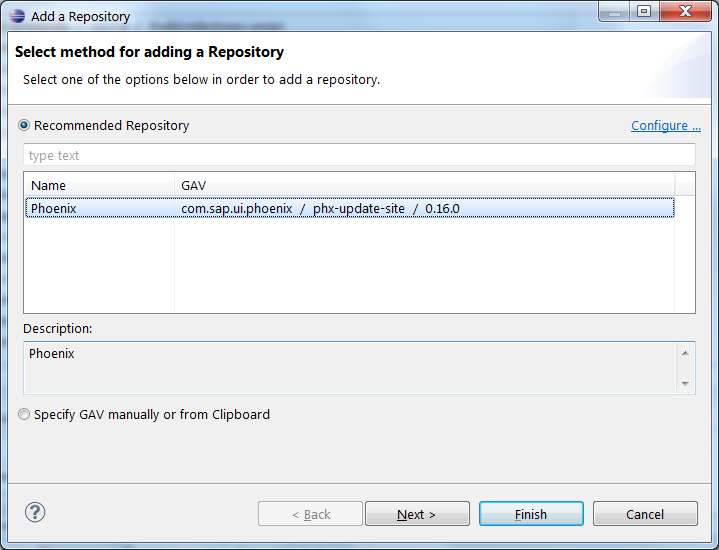 Add a Repository
Select method for adding a Repository
Select one of the options below in order to add a repository.
Recommended Repository
Configure ...
type text
Name GAV
Phoenix com.sap.ui.phoenix / phx-update-site / 0.16.0
Description:
Phoenix
Specify GAV manually or from Clipboard
?
< Back Next > Finish Cancel